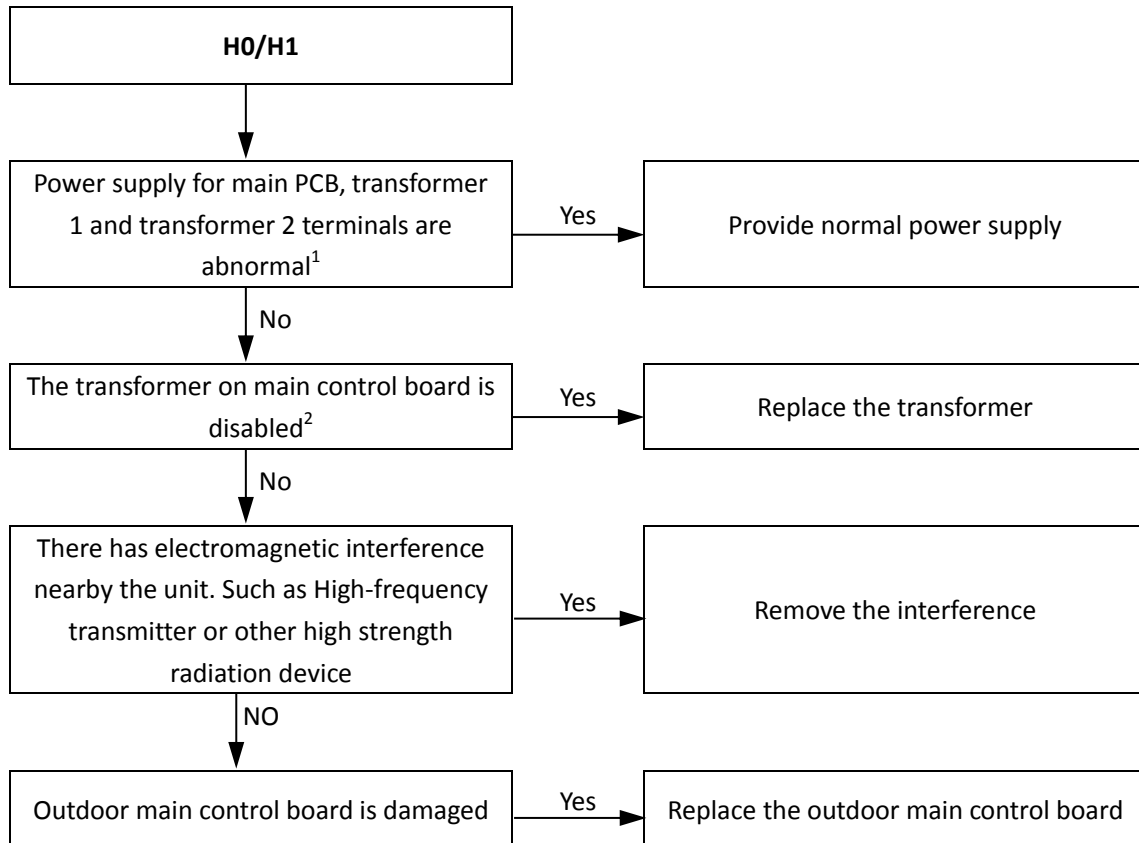 H0/H1
Power supply for main PCB, transformer
1 and transformer 2 terminals are
abnormal1
Yes
Provide normal power supply
No
The transformer on main control board is
disabled2
Yes
Replace the transformer
No
There has electromagnetic interference
nearby the unit. Such as High-frequency
transmitter or other high strength
radiation device
Yes
Remove the interference
NO
Outdoor main control board is damaged
Yes
Replace the outdoor main control board